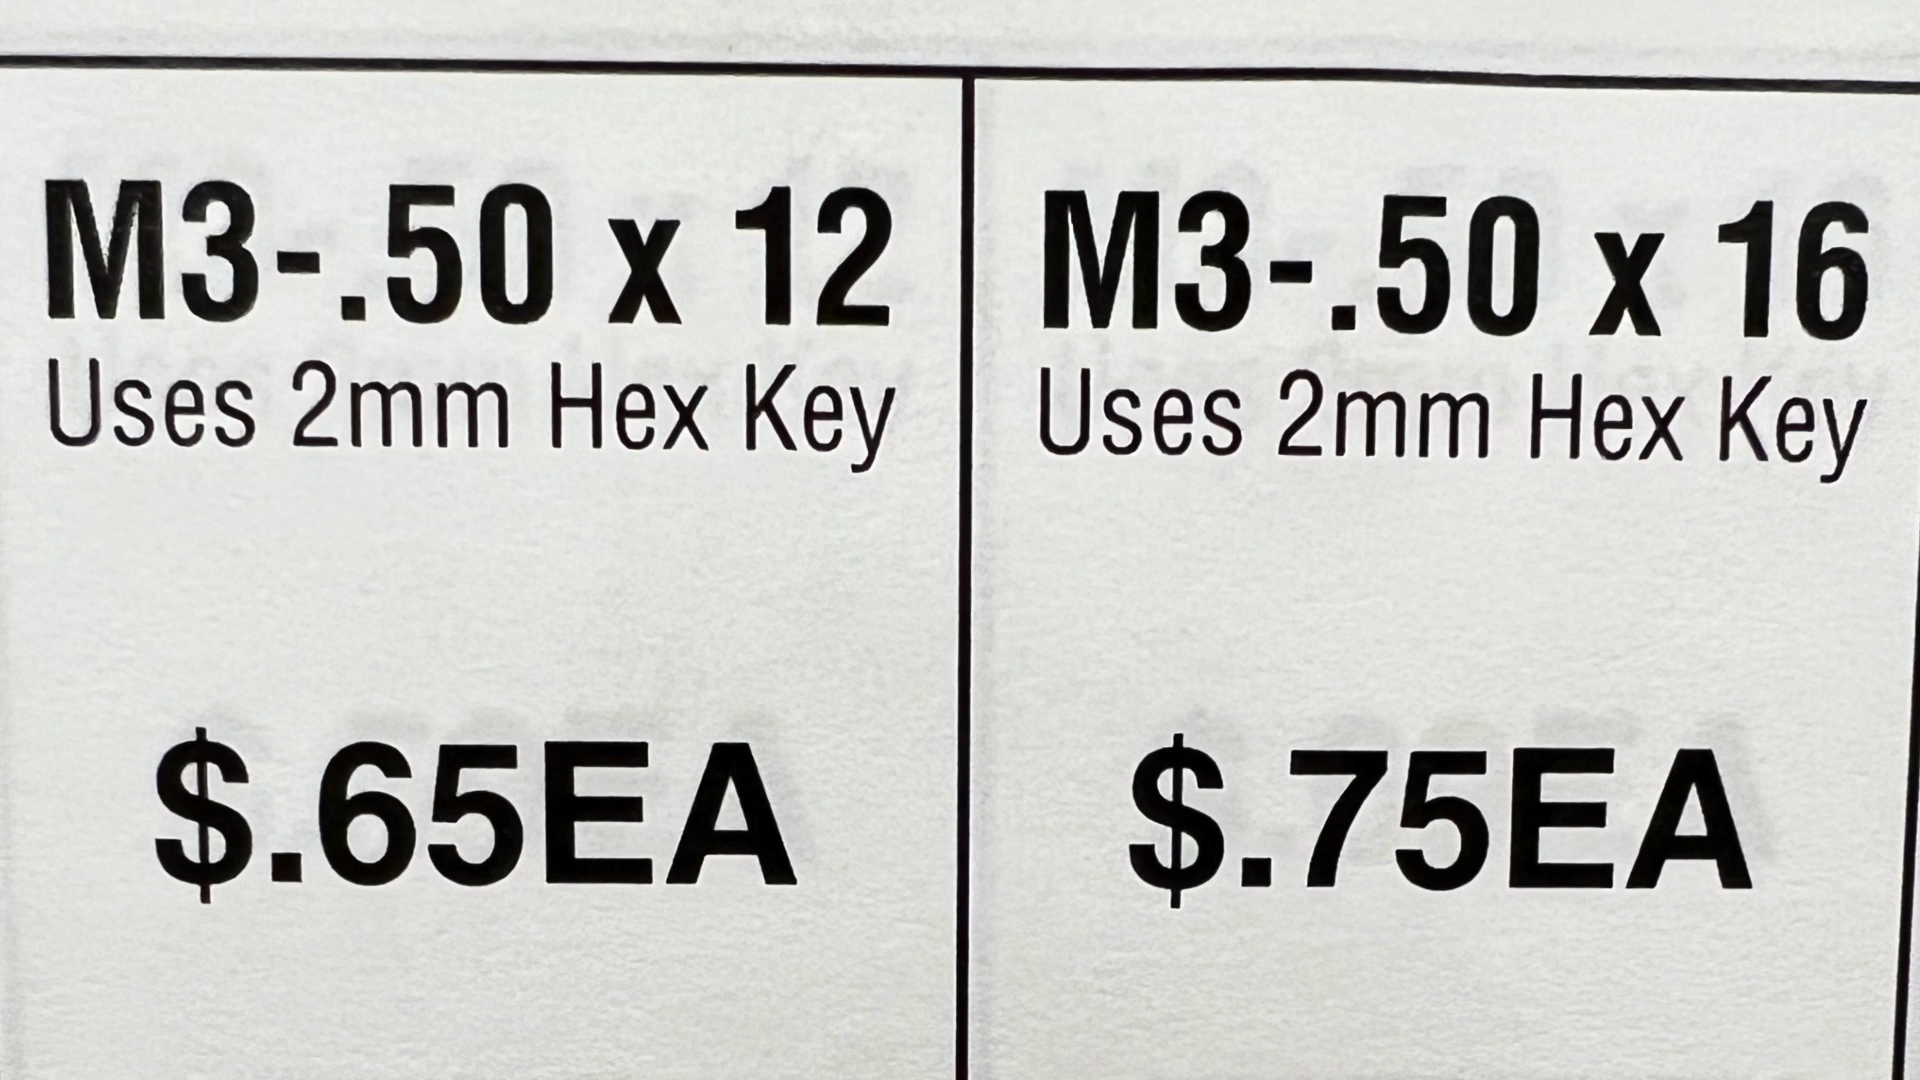 M3-.50 x 12
Uses 2mm Hex Key
$.65EA
M3-.50 x 16
Uses 2mm Hex Key
$.75EA